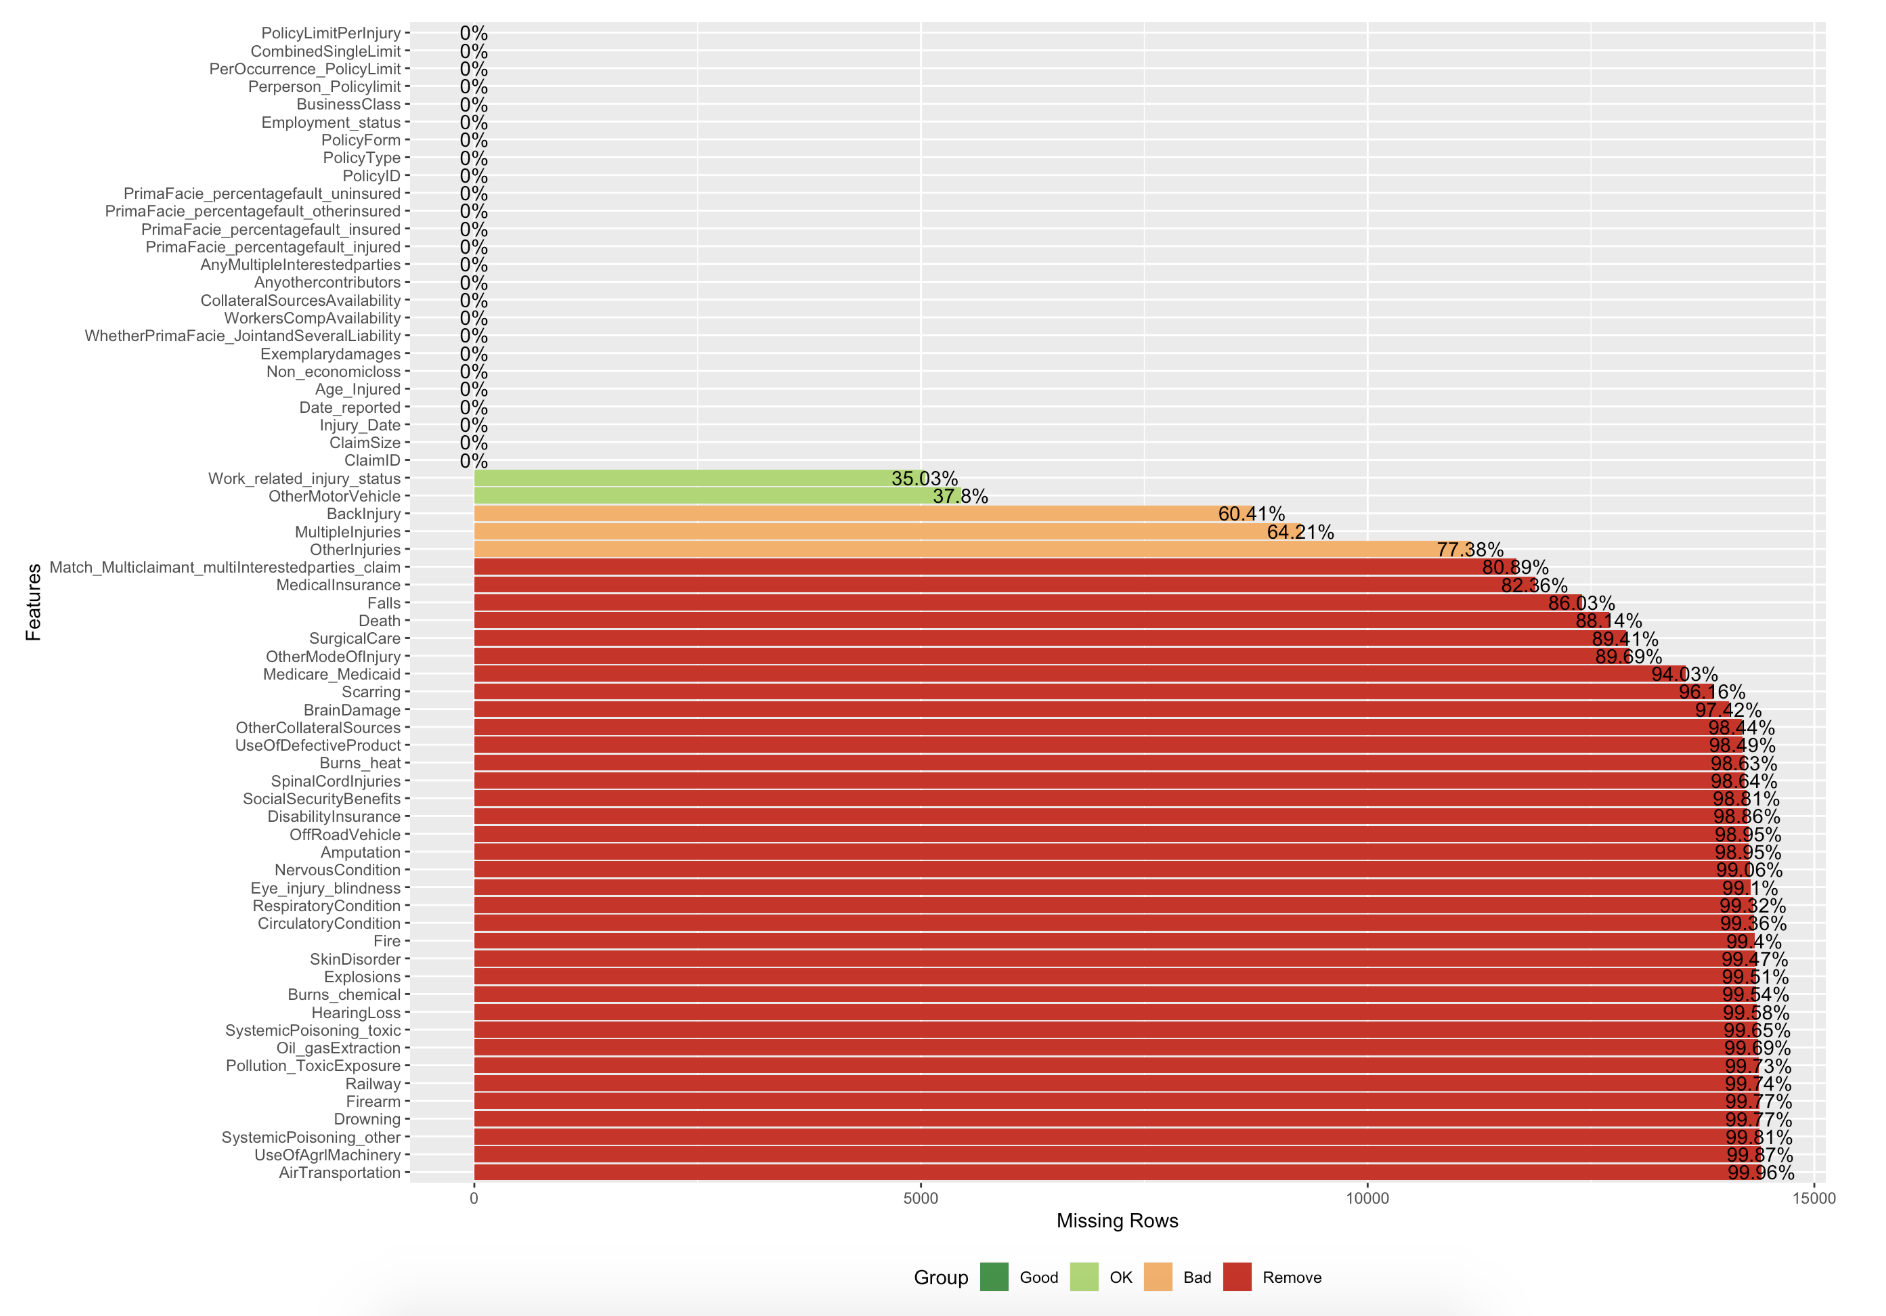 PolicyLimitPerInjury 0%
CombinedSingleLimit 0%
PerOccurrence_PolicyLimit 0%
Perperson_Policylimit 0%
BusinessClass 0%
Employment_status 0%
PolicyForm 0%
PolicyType 0%
PolicyID 0%
PrimaFacie_percentagefault_uninsured 0%
PrimaFacie_percentagefault_otherinsured 0%
PrimaFacie_percentagefault_insured 0%
PrimaFacie_percentagefault_injured 0%
AnyMultipleInterestedparties 0%
Anyothercontributors 0%
CollateralSourcesAvailability 0%
WorkersCompAvailability 0%
WhetherPrimaFacie_JointandSeveralLiability 0%
Exemplarydamages 0%
Non_economicloss 0%
Age_Injured 0%
Date_reported 0%
Injury_Date 0%
ClaimSize 0%
ClaimID 0%
Work_related_injury_status 35.03%
OtherMotorVehicle 37.8%
BackInjury 60.41%
MultipleInjuries 64.21%
OtherInjuries 77.38%
Match_Multiclaimant_multiInterestedparties_claim 80.89%
MedicalInsurance 82.36%
Falls 86.03%
Death 88.14%
SurgicalCare 89.41%
OtherModeOfInjury 89.69%
Medicare_Medicaid 94.03%
Scarring 96.16%
BrainDamage 97.42%
OtherCollateralSources 98.44%
UseOfDefectiveProduct 98.49%
Burns_heat 98.63%
SpinalCordInjuries 98.64%
SocialSecurityBenefits 98.81%
DisabilityInsurance 98.86%
OffRoadVehicle 98.95%
Amputation 98.95%
NervousCondition 99.06%
Eye_injury_blindness 99.1%
RespiratoryCondition 99.32%
CirculatoryCondition 99.36%
Fire 99.4%
SkinDisorder 99.47%
Explosions 99.51%
Burns_chemical 99.54%
HearingLoss 99.58%
SystemicPoisoning_toxic 99.65%
Oil_gasExtraction 99.69%
Pollution_ToxicExposure 99.73%
Railway 99.74%
Firearm 99.77%
Drowning 99.77%
SystemicPoisoning_other 99.81%
UseOfAgrlMachinery 99.87%
AirTransportation 99.96%
Features
0 5000 10000 15000
Missing Rows
Group Good OK Bad Remove